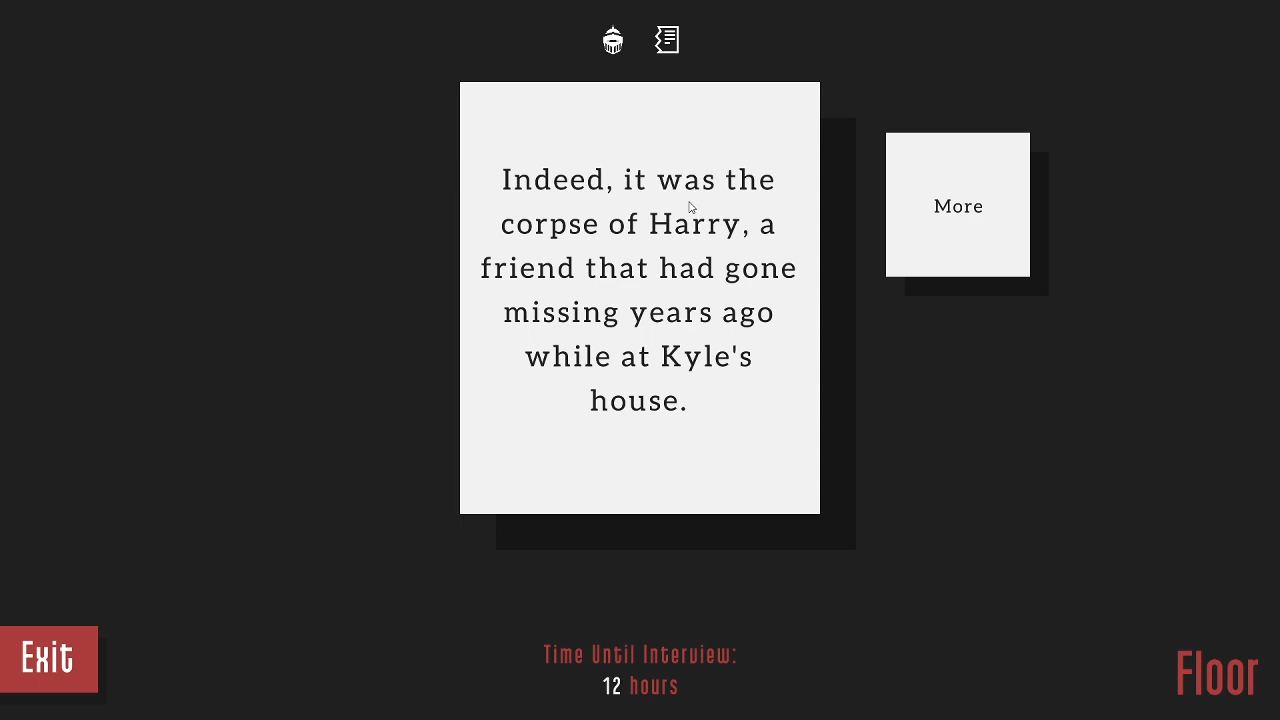 Indeed, it was the
corpse of Harry, a
friend that had gone
missing years ago
while at Kyle's
house.
More
Exit
Time Until Interview:
12 hours
Floor